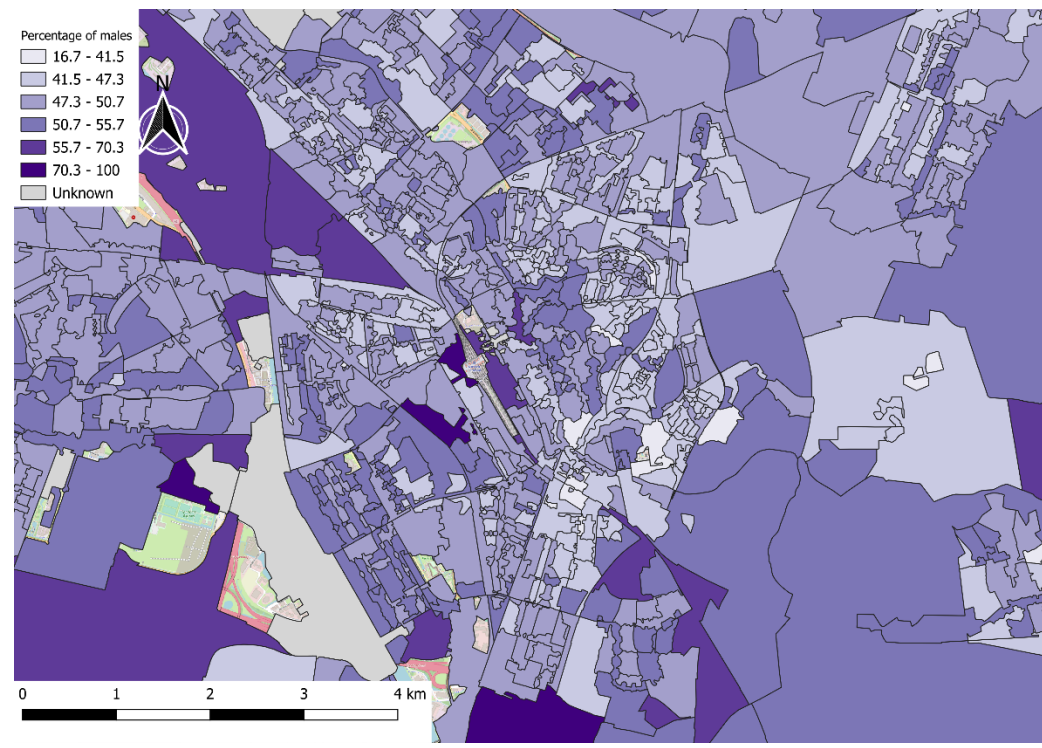 Percentage of males
16.7 - 41.5
41.5 - 47.3
47.3 - 50.7
50.7 - 55.7
55.7 - 70.3
70.3 - 100
Unknown
N
0 1 2 3 4 km